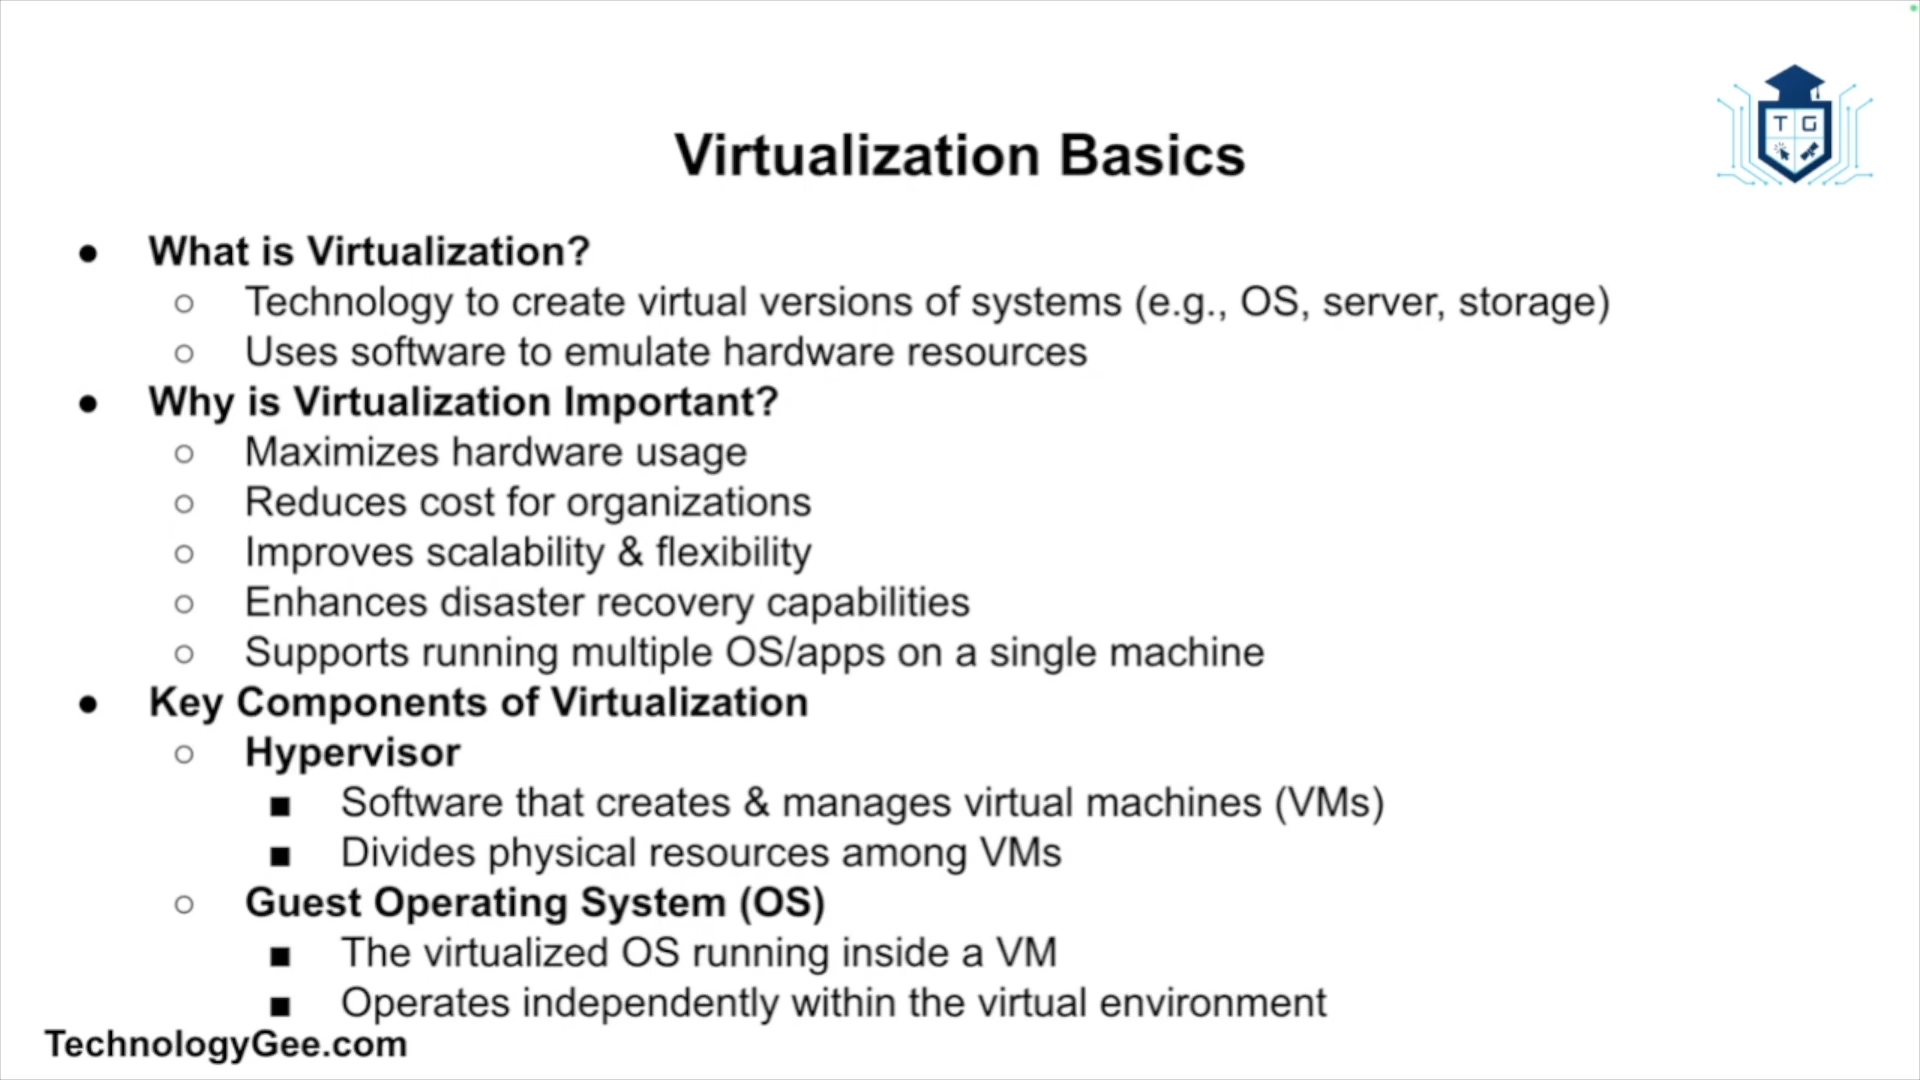 T G
Virtualization Basics
● What is Virtualization?
○ Technology to create virtual versions of systems (e.g., OS, server, storage)
○ Uses software to emulate hardware resources
● Why is Virtualization Important?
○ Maximizes hardware usage
○ Reduces cost for organizations
○ Improves scalability & flexibility
○ Enhances disaster recovery capabilities
○ Supports running multiple OS/apps on a single machine
● Key Components of Virtualization
○ Hypervisor
■ Software that creates & manages virtual machines (VMs)
■ Divides physical resources among VMs
○ Guest Operating System (OS)
■ The virtualized OS running inside a VM
■ Operates independently within the virtual environment
TechnologyGee.com